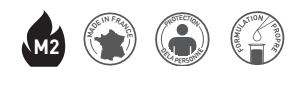 M2
MADE IN FRANCE
PROTECTION
DE LA PERSONNE
FORMULATION
PROPRE